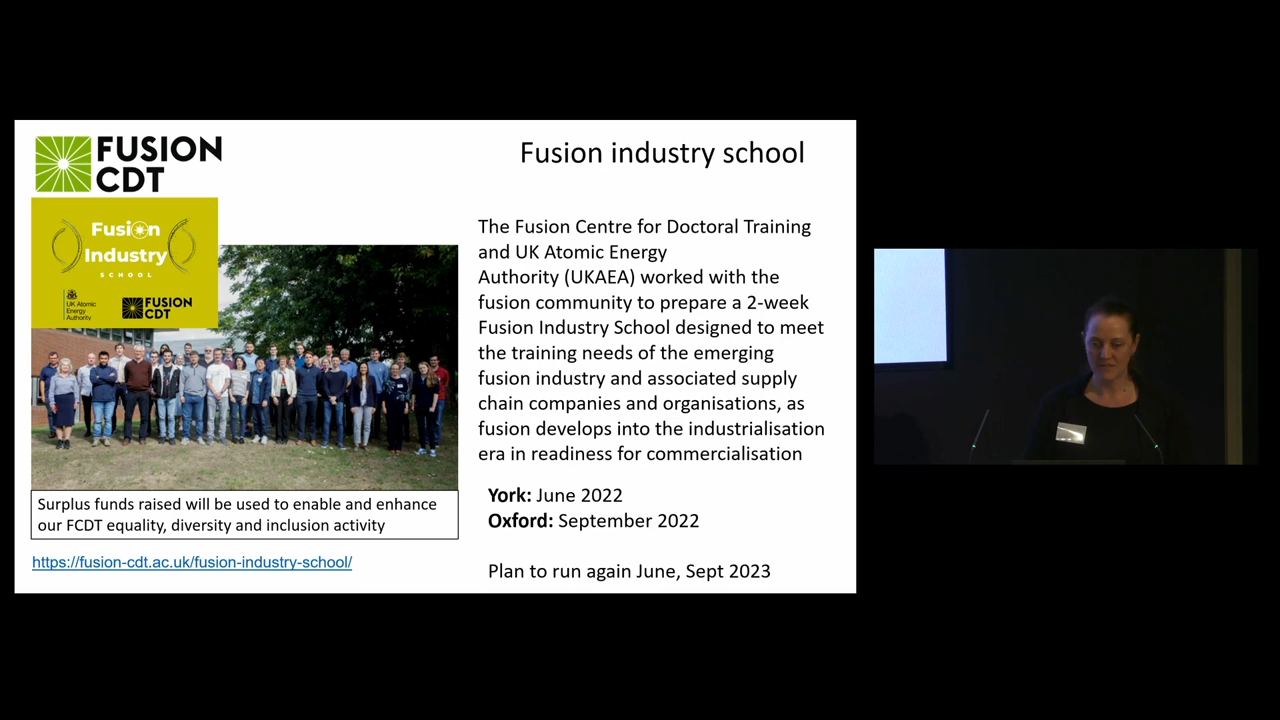 FUSION
CDT
Fusion industry school
Fusion
Industry
SCHOOL
UK Atomic
Energy
Authority
FUSION
CDT
The Fusion Centre for Doctoral Training
and UK Atomic Energy
Authority (UKAEA) worked with the
fusion community to prepare a 2-week
Fusion Industry School designed to meet
the training needs of the emerging
fusion industry and associated supply
chain companies and organisations, as
fusion develops into the industrialisation
era in readiness for commercialisation
York: June 2022
Oxford: September 2022
Plan to run again June, Sept 2023
Surplus funds raised will be used to enable and enhance
our FCDT equality, diversity and inclusion activity
https://fusion-cdt.ac.uk/fusion-industry-school/